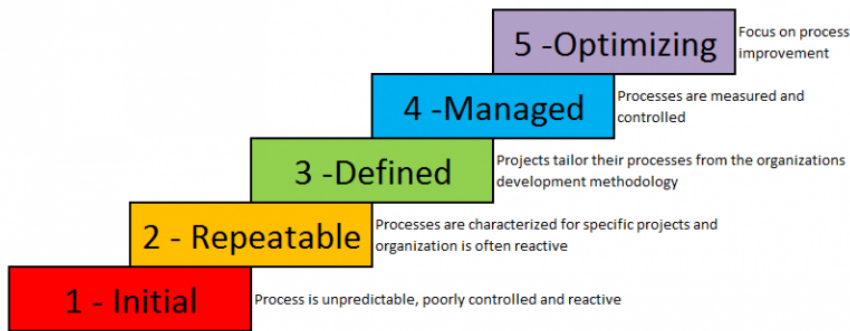 5 -Optimizing
Focus on process
improvement
4 -Managed
Processes are measured and
controlled
3 -Defined
Projects tailor their processes from the organizations
development methodology
2 - Repeatable
Processes are characterized for specific projects and
organization is often reactive
1 - Initial
Process is unpredictable, poorly controlled and reactive